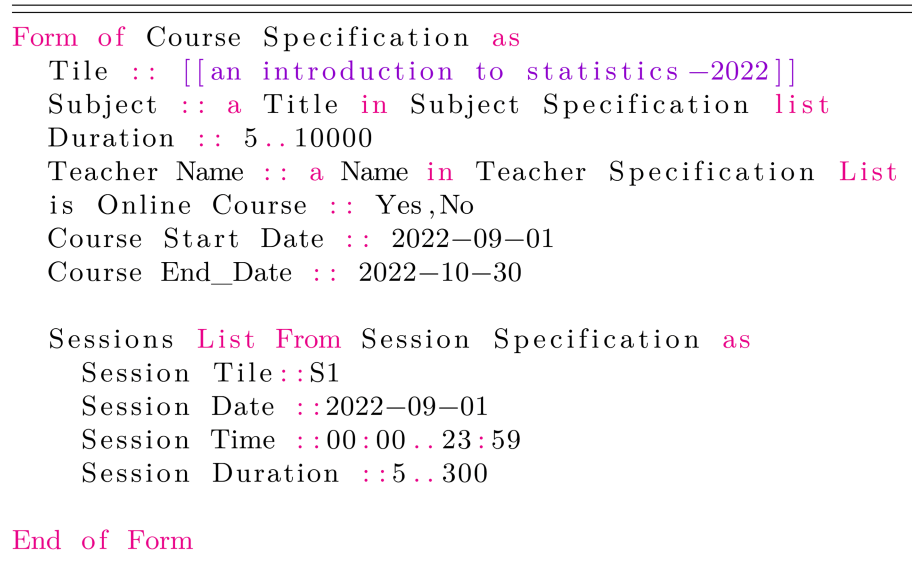 Form of Course Specification as
Tile :: [[an introduction to statistics−2022]]
Subject :: a Title in Subject Specification list
Duration :: 5..10000
Teacher Name :: a Name in Teacher Specification List
is Online Course :: Yes,No
Course Start Date :: 2022−09−01
Course End_Date :: 2022−10−30
Sessions List From Session Specification as
Session Tile::S1
Session Date ::2022−09−01
Session Time ::00:00..23:59
Session Duration ::5..300
End of Form